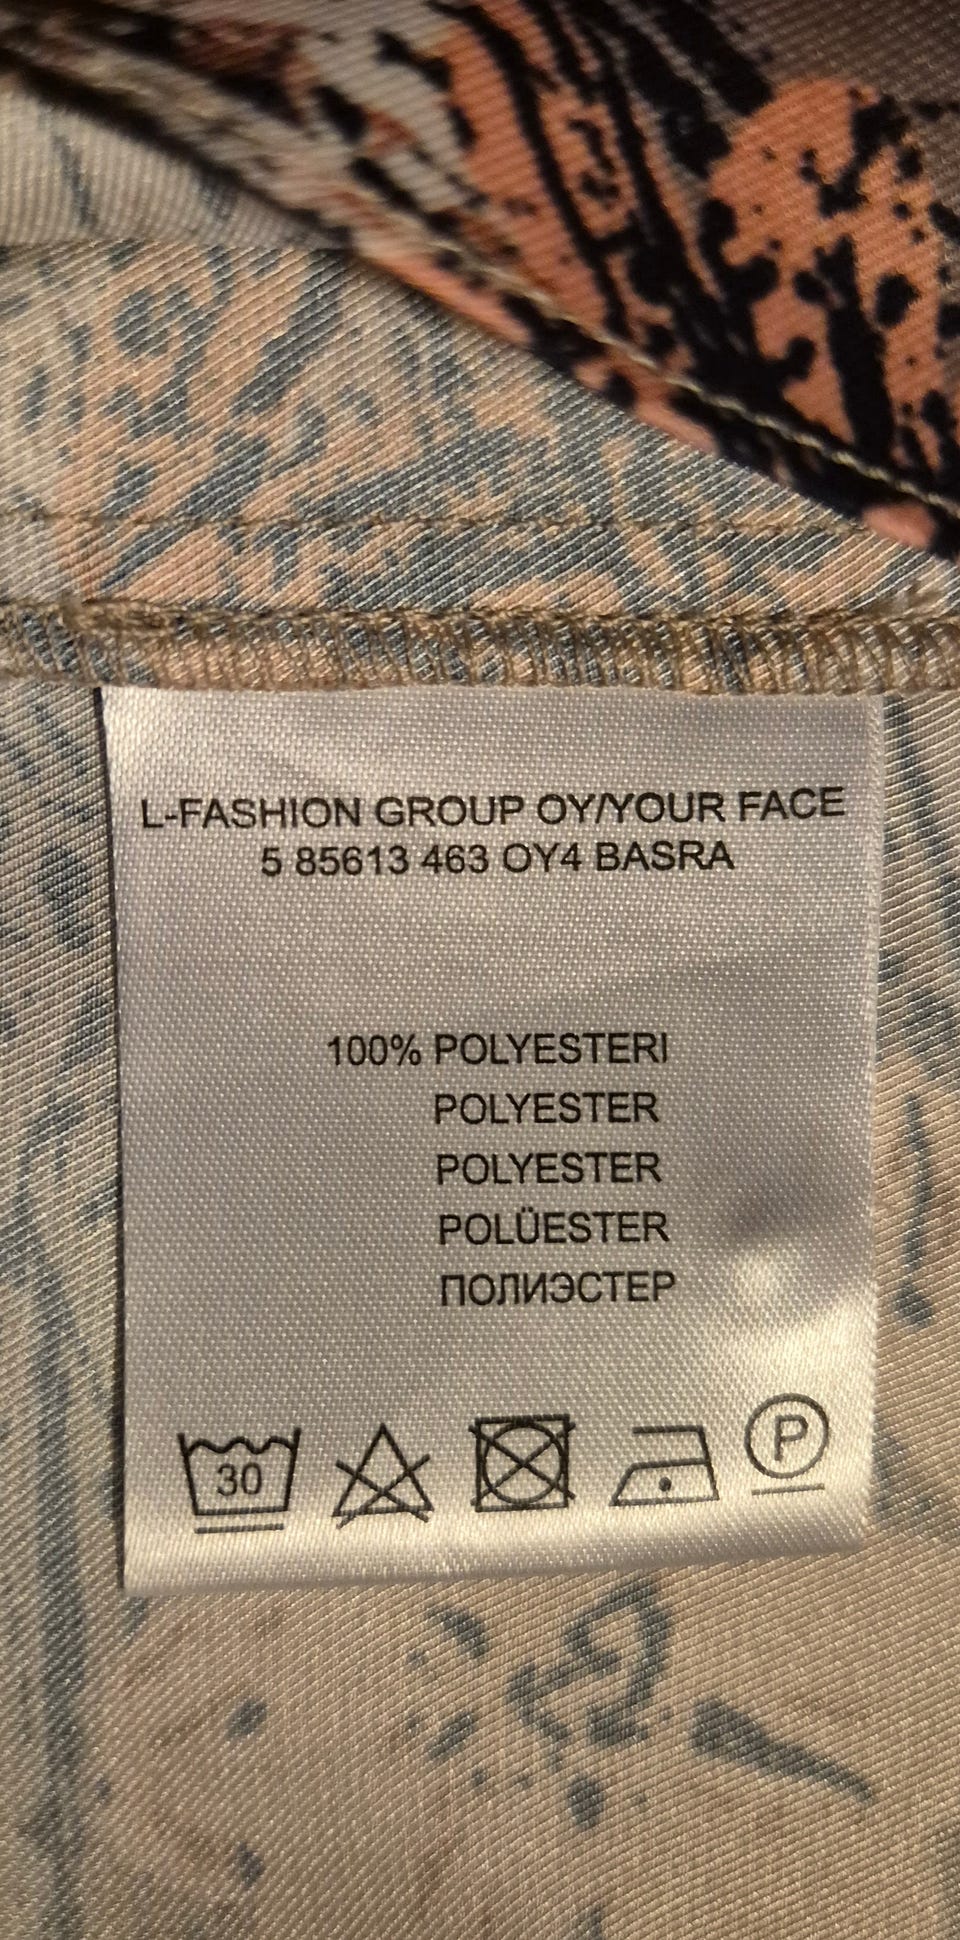 L-FASHION GROUP OY/YOUR FACE
5 85613 463 OY4 BASRA
100% POLYESTERI
POLYESTER
POLYESTER
POLÜESTER
ПОЛИЭСТЕР
30 P